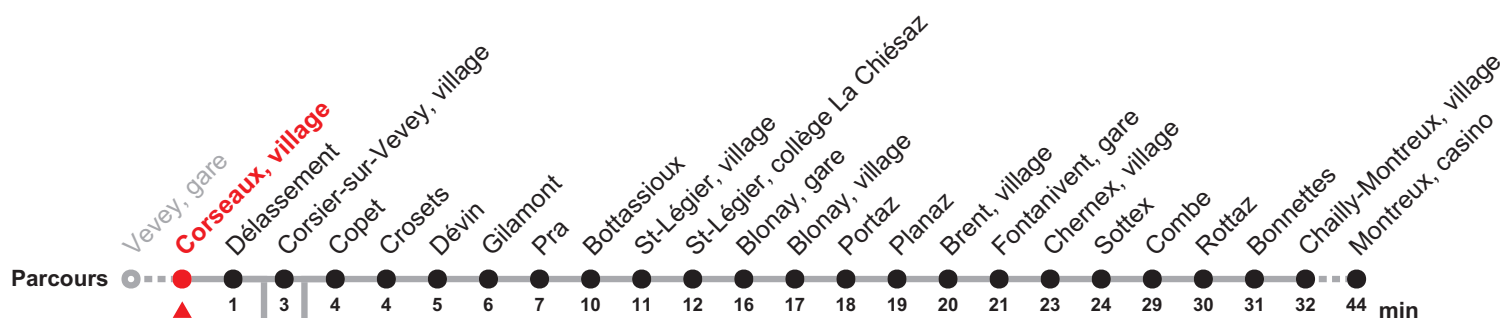 Vevey, gare
Corseaux, village
Délassement
Corsier-sur-Vevey, village
Copet
Crosets
Dévin
Gilamont
Pra
Bottassioux
St-Légier, village
St-Légier, collège La Chiésaz
Blonay, gare
Blonay, village
Portaz
Planaz
Brent, village
Fontanivent, gare
Chernex, village
Sottex
Combe
Rottaz
Bonnettes
Chailly-Montreux, village
Montreux, casino
Parcours
1 3 4 4 5 6 7 10 11 12 16 17 18 19 20 21 23 24 29 30 31 32 44 min